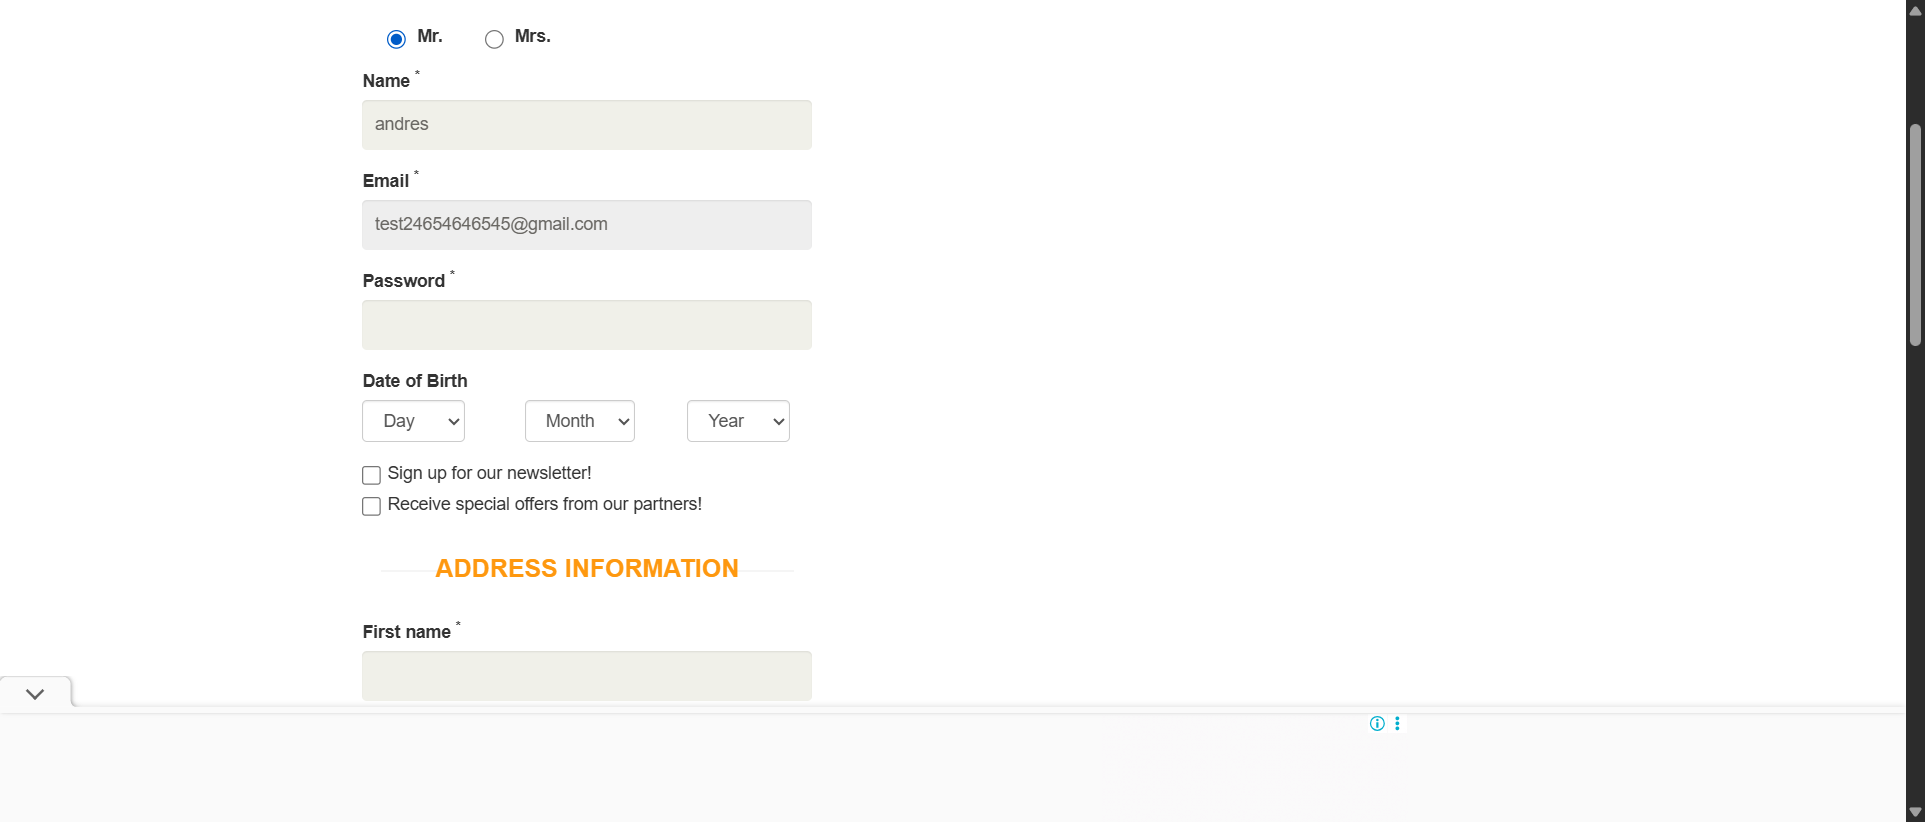 Mr. Mrs.
Name *
andres
Email *
test24654646545@gmail.com
Password *
Date of Birth
Day Month Year
Sign up for our newsletter!
Receive special offers from our partners!
ADDRESS INFORMATION
First name *